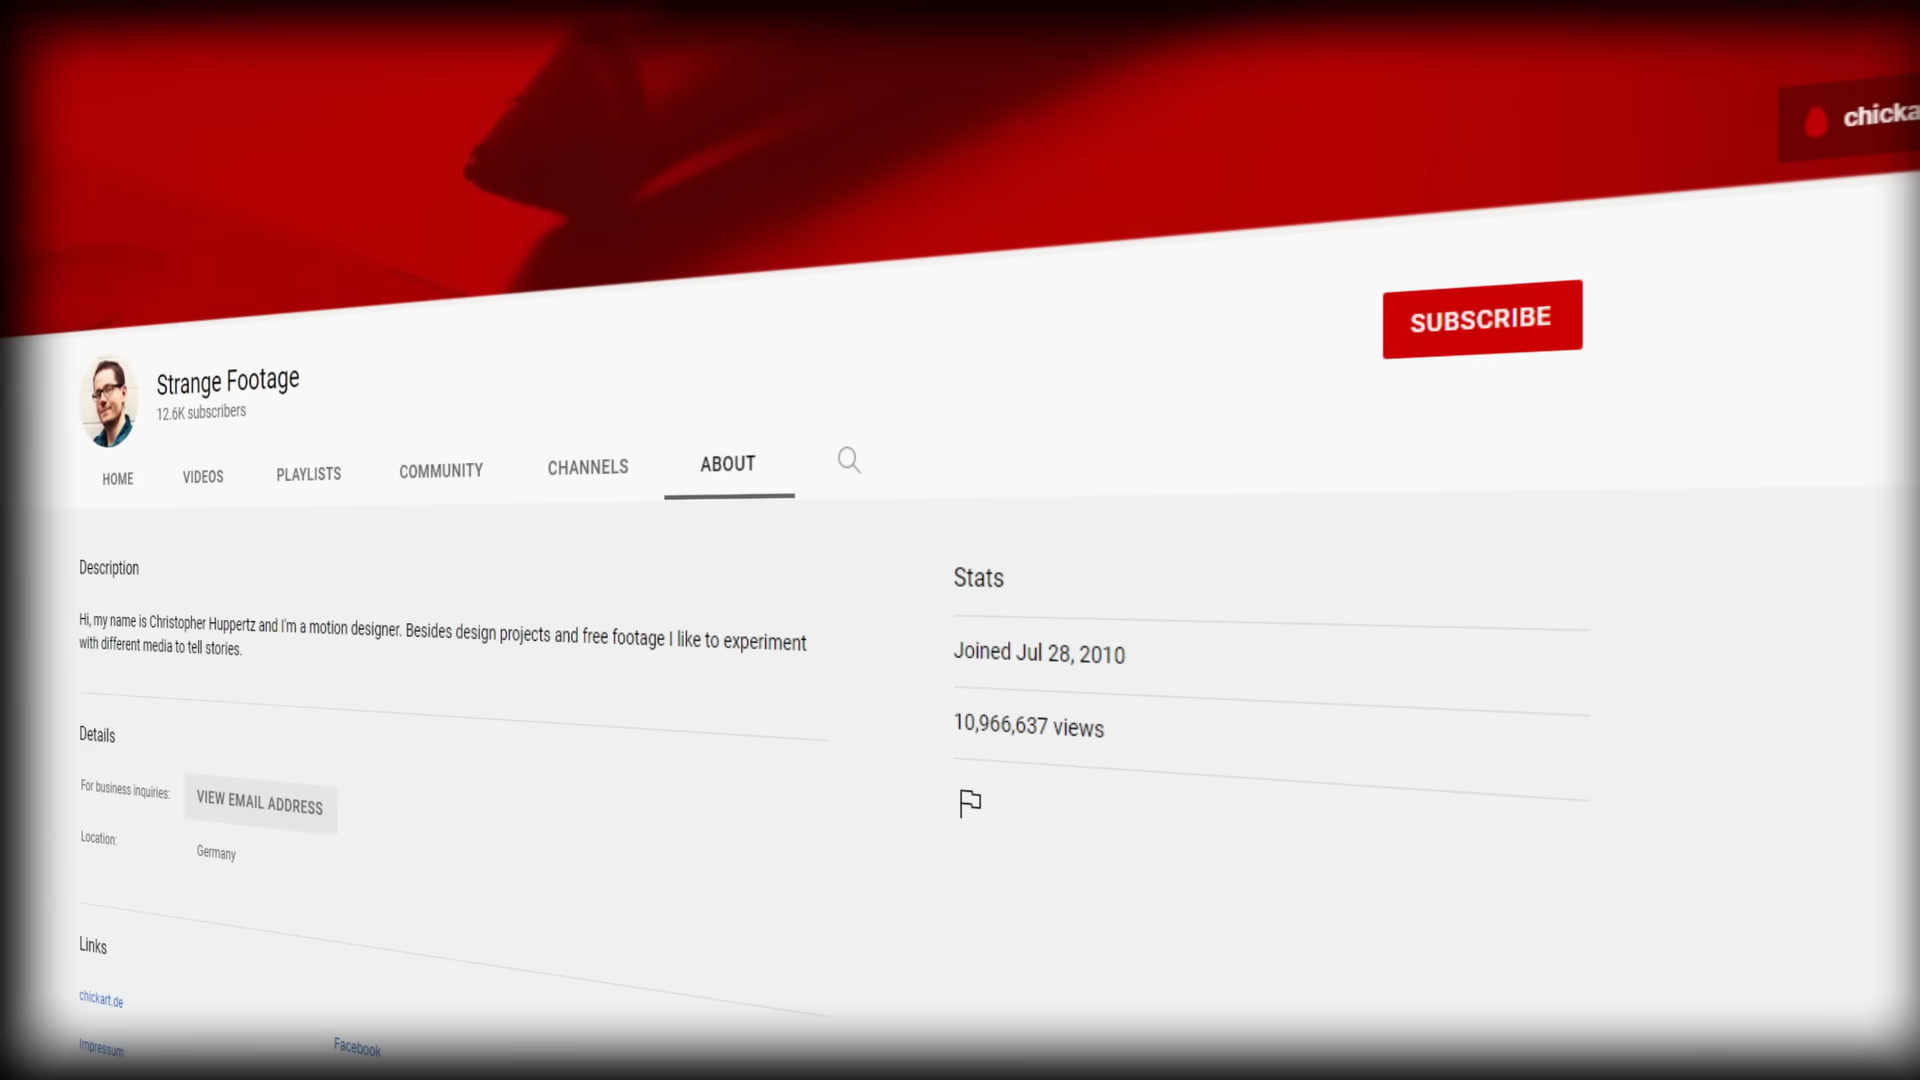 chicka
SUBSCRIBE
Strange Footage
12.6K subscribers
HOME VIDEOS PLAYLISTS COMMUNITY CHANNELS ABOUT
Description
Hi, my name is Christopher Huppertz and I'm a motion designer. Besides design projects and free footage I like to experiment
with different media to tell stories.
Details
For business inquiries: VIEW EMAIL ADDRESS
Location: Germany
Links
chickart.de
Impressum Facebook
Stats
Joined Jul 28, 2010
10,966,637 views